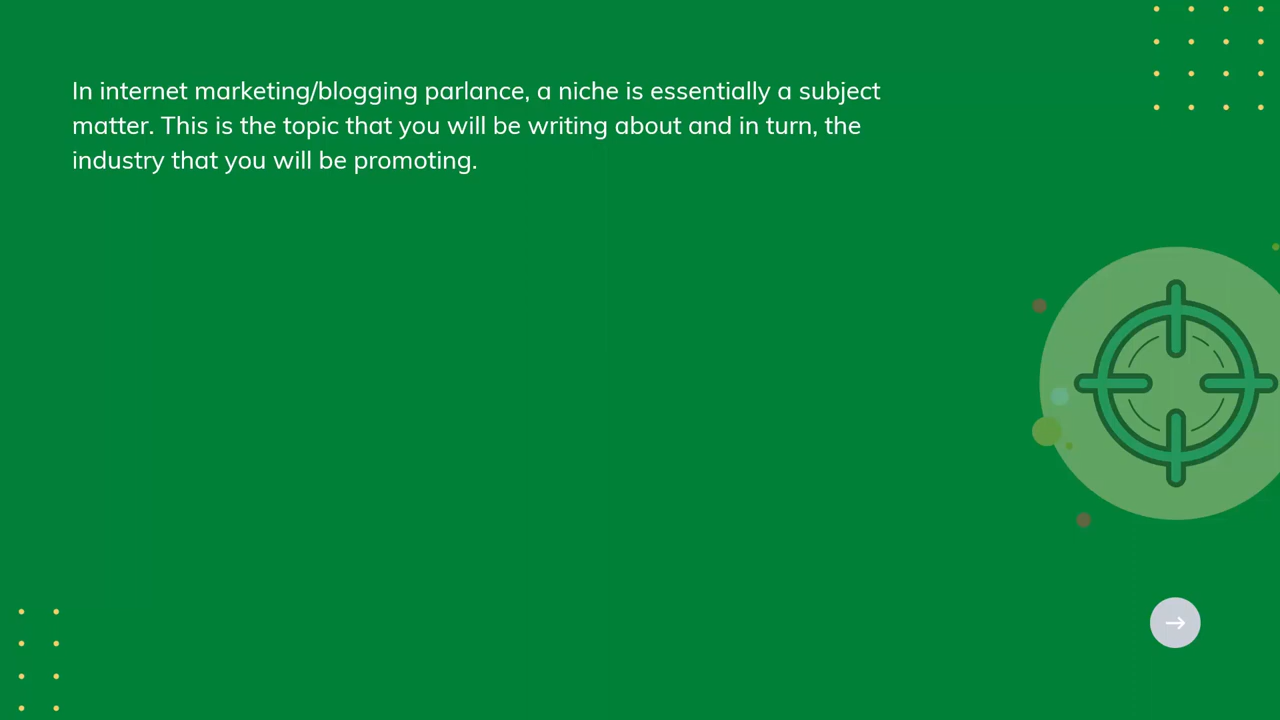 In internet marketing/blogging parlance, a niche is essentially a subject
matter. This is the topic that you will be writing about and in turn, the
industry that you will be promoting.